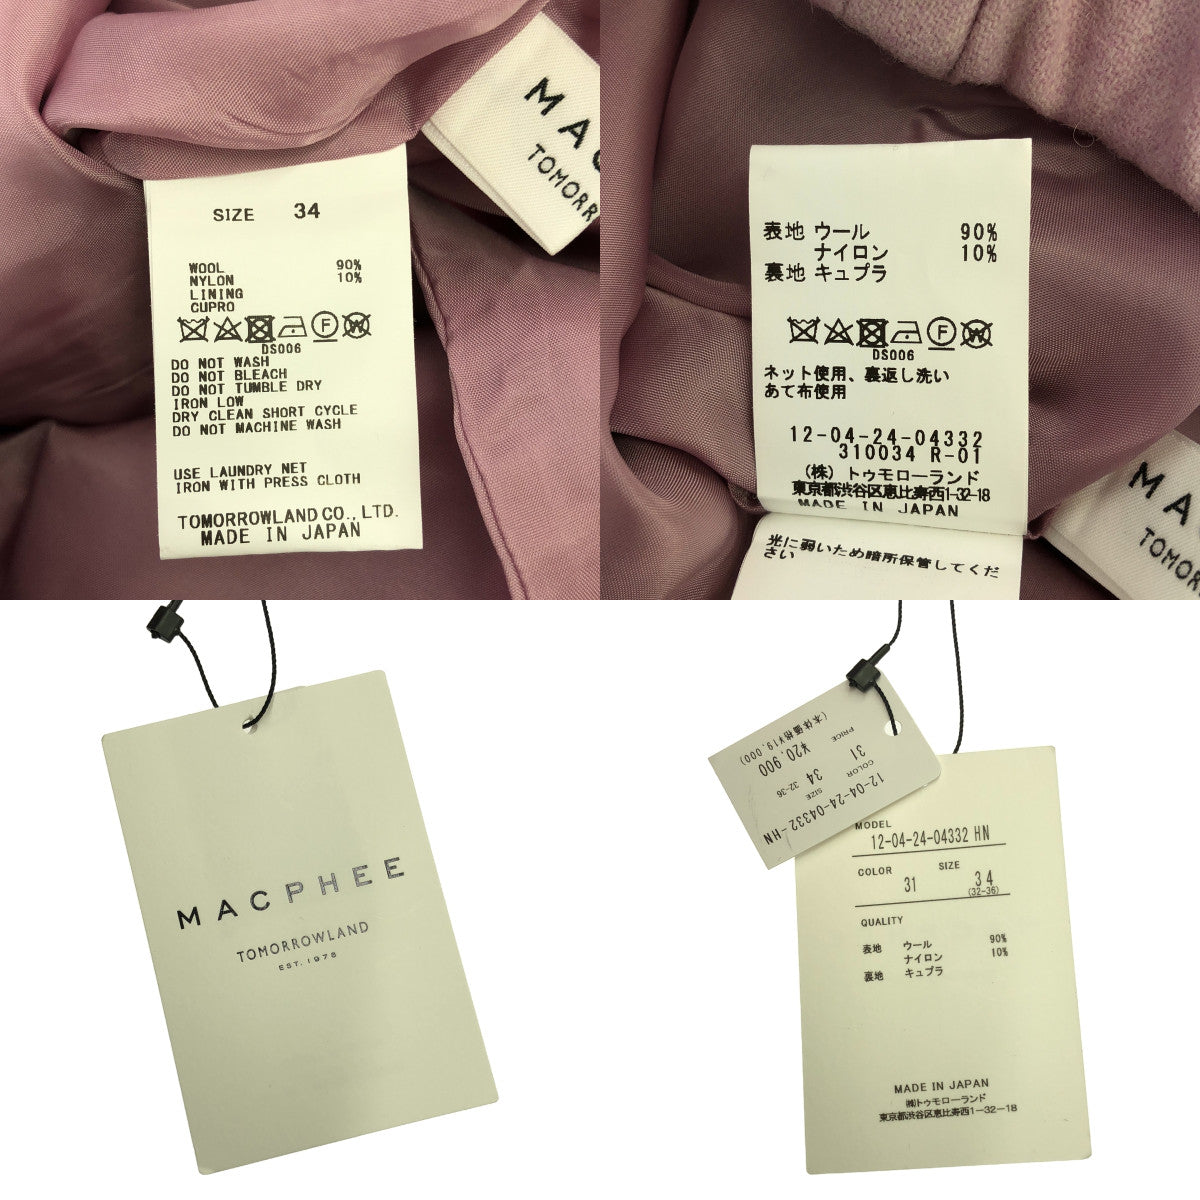 SIZE 34
WOOL 90%
NYLON 10%
LINING
CUPRO
DS006
DO NOT WASH
DO NOT BLEACH
DO NOT TUMBLE DRY
IRON LOW
DRY CLEAN SHORT CYCLE
DO NOT MACHINE WASH
USE LAUNDRY NET
IRON WITH PRESS CLOTH
TOMORROWLAND CO., LTD.
MADE IN JAPAN
MAC
TOMORR
表地 ウール 90%
ナイロン 10%
裏地 キュプラ
DS006
ネット使用、裏返し洗い
あて布使用
12-04-24-04332
310034 R-01
(株) トゥモローランド
東京都渋谷区恵比寿西1-32-18
MADE IN JAPAN
光に弱いため暗所保管してくだ
さい
MA
TOMOR
MACPHEE
TOMORROWLAND
EST. 1978
12-04-24-04332-HN
COLOR SIZE
31 34 32-36
PRICE
¥20,900
(本体価格¥19,000)
MODEL
12-04-24-04332 HN
COLOR SIZE
31 34
(32-36)
QUALITY
表地 ウール 90%
ナイロン 10%
裏地 キュプラ
MADE IN JAPAN
㈱トゥモローランド
東京都渋谷区恵比寿西1-32-18